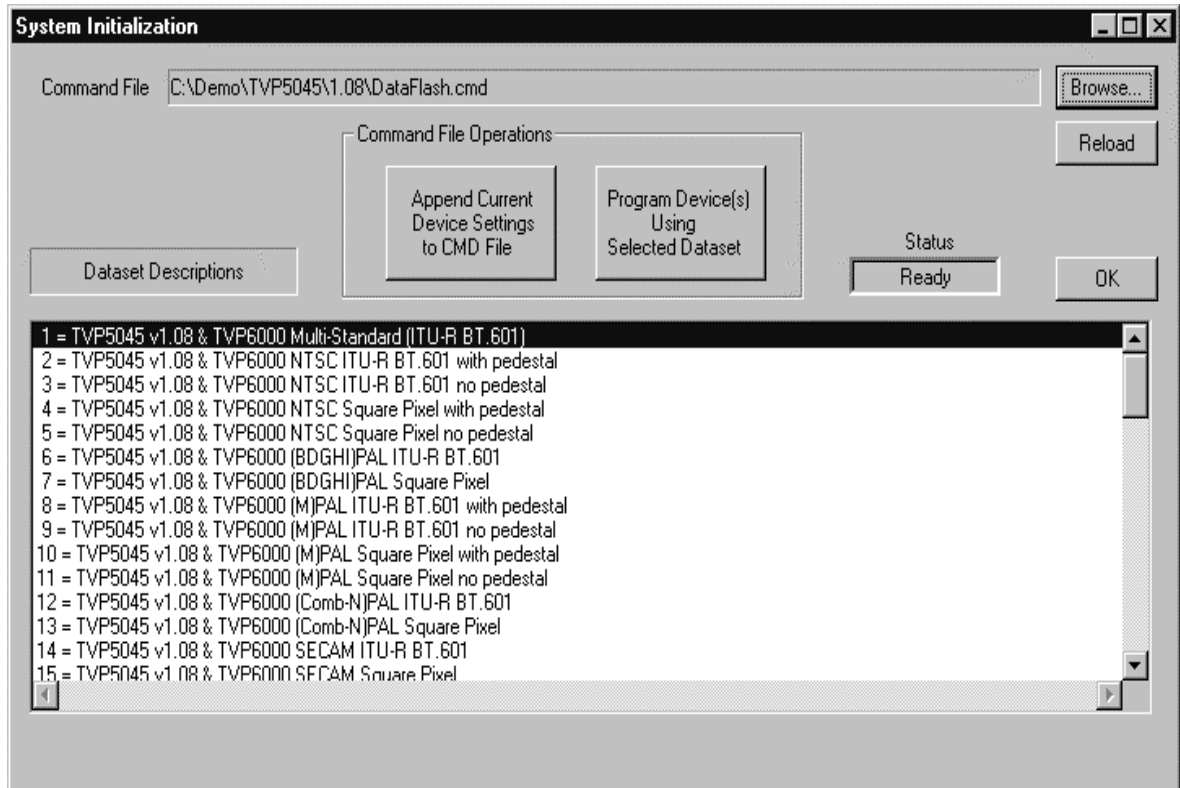 System Initialization
Command File C:\Demo\TVP5045\1.08\DataFlash.cmd Browse...
Reload
Command File Operations
Append Current
Device Settings
to CMD File
Program Device(s)
Using
Selected Dataset
Status
Ready
OK
Dataset Descriptions
1 = TVP5045 v1.08 & TVP6000 Multi-Standard (ITU-R BT.601)
2 = TVP5045 v1.08 & TVP6000 NTSC ITU-R BT.601 with pedestal
3 = TVP5045 v1.08 & TVP6000 NTSC ITU-R BT.601 no pedestal
4 = TVP5045 v1.08 & TVP6000 NTSC Square Pixel with pedestal
5 = TVP5045 v1.08 & TVP6000 NTSC Square Pixel no pedestal
6 = TVP5045 v1.08 & TVP6000 (BDGHI)PAL ITU-R BT.601
7 = TVP5045 v1.08 & TVP6000 (BDGHI)PAL Square Pixel
8 = TVP5045 v1.08 & TVP6000 (M)PAL ITU-R BT.601 with pedestal
9 = TVP5045 v1.08 & TVP6000 (M)PAL ITU-R BT.601 no pedestal
10 = TVP5045 v1.08 & TVP6000 (M)PAL Square Pixel with pedestal
11 = TVP5045 v1.08 & TVP6000 (M)PAL Square Pixel no pedestal
12 = TVP5045 v1.08 & TVP6000 (Comb-N)PAL ITU-R BT.601
13 = TVP5045 v1.08 & TVP6000 (Comb-N)PAL Square Pixel
14 = TVP5045 v1.08 & TVP6000 SECAM ITU-R BT.601
15 = TVP5045 v1.08 & TVP6000 SECAM Square Pixel